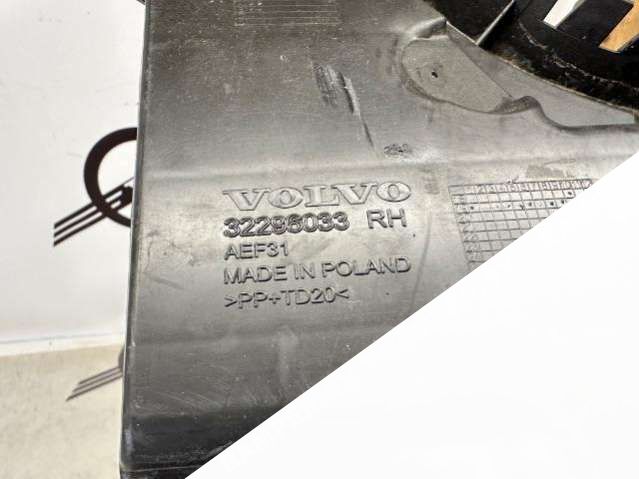 VOLVO
32296033 RH
AEF31
MADE IN POLAND
>PP+TD20<